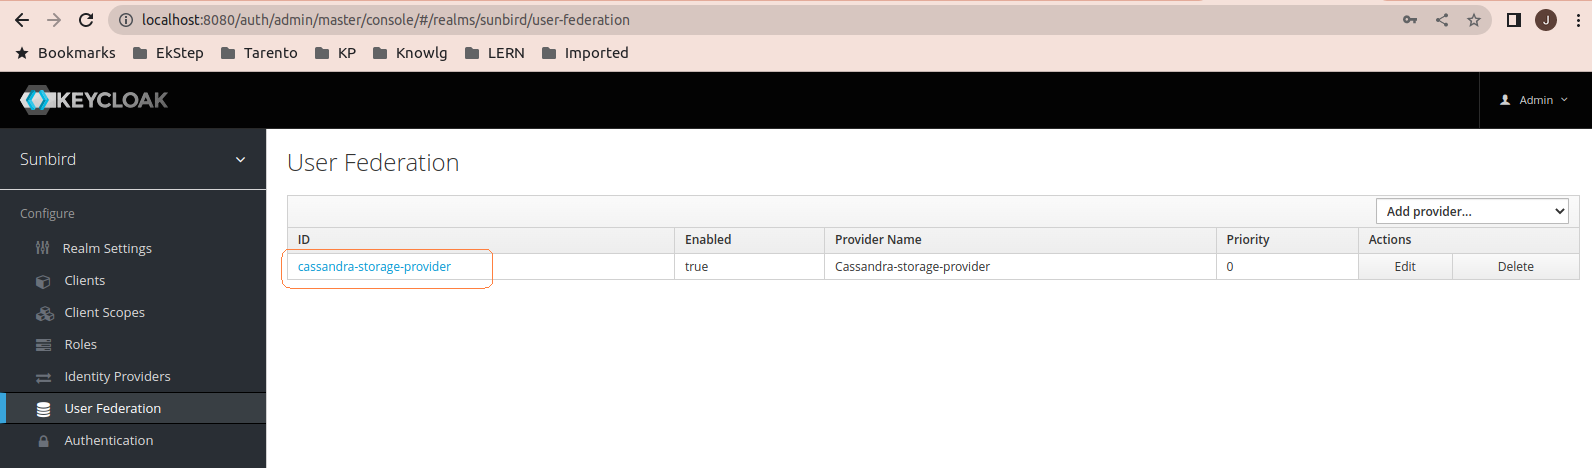 localhost:8080/auth/admin/master/console/#/realms/sunbird/user-federation
J
Bookmarks EkStep Tarento KP Knowlg LERN Imported
KEYCLOAK
Admin
Sunbird
Configure
Realm Settings
Clients
Client Scopes
Roles
Identity Providers
User Federation
Authentication
User Federation
Add provider...
ID Enabled Provider Name Priority Actions
cassandra-storage-provider true Cassandra-storage-provider 0 Edit Delete